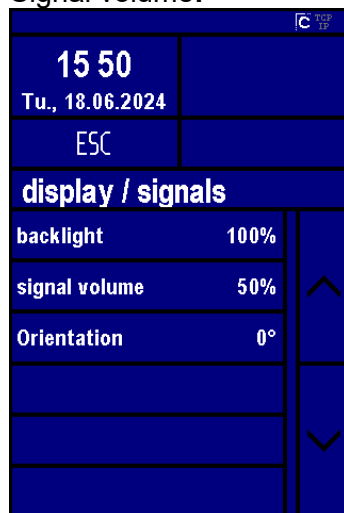 Signal volume.
C TCP
IP
15 50
Tu., 18.06.2024
ESC
display / signals
backlight 100%
signal volume 50%
Orientation 0°